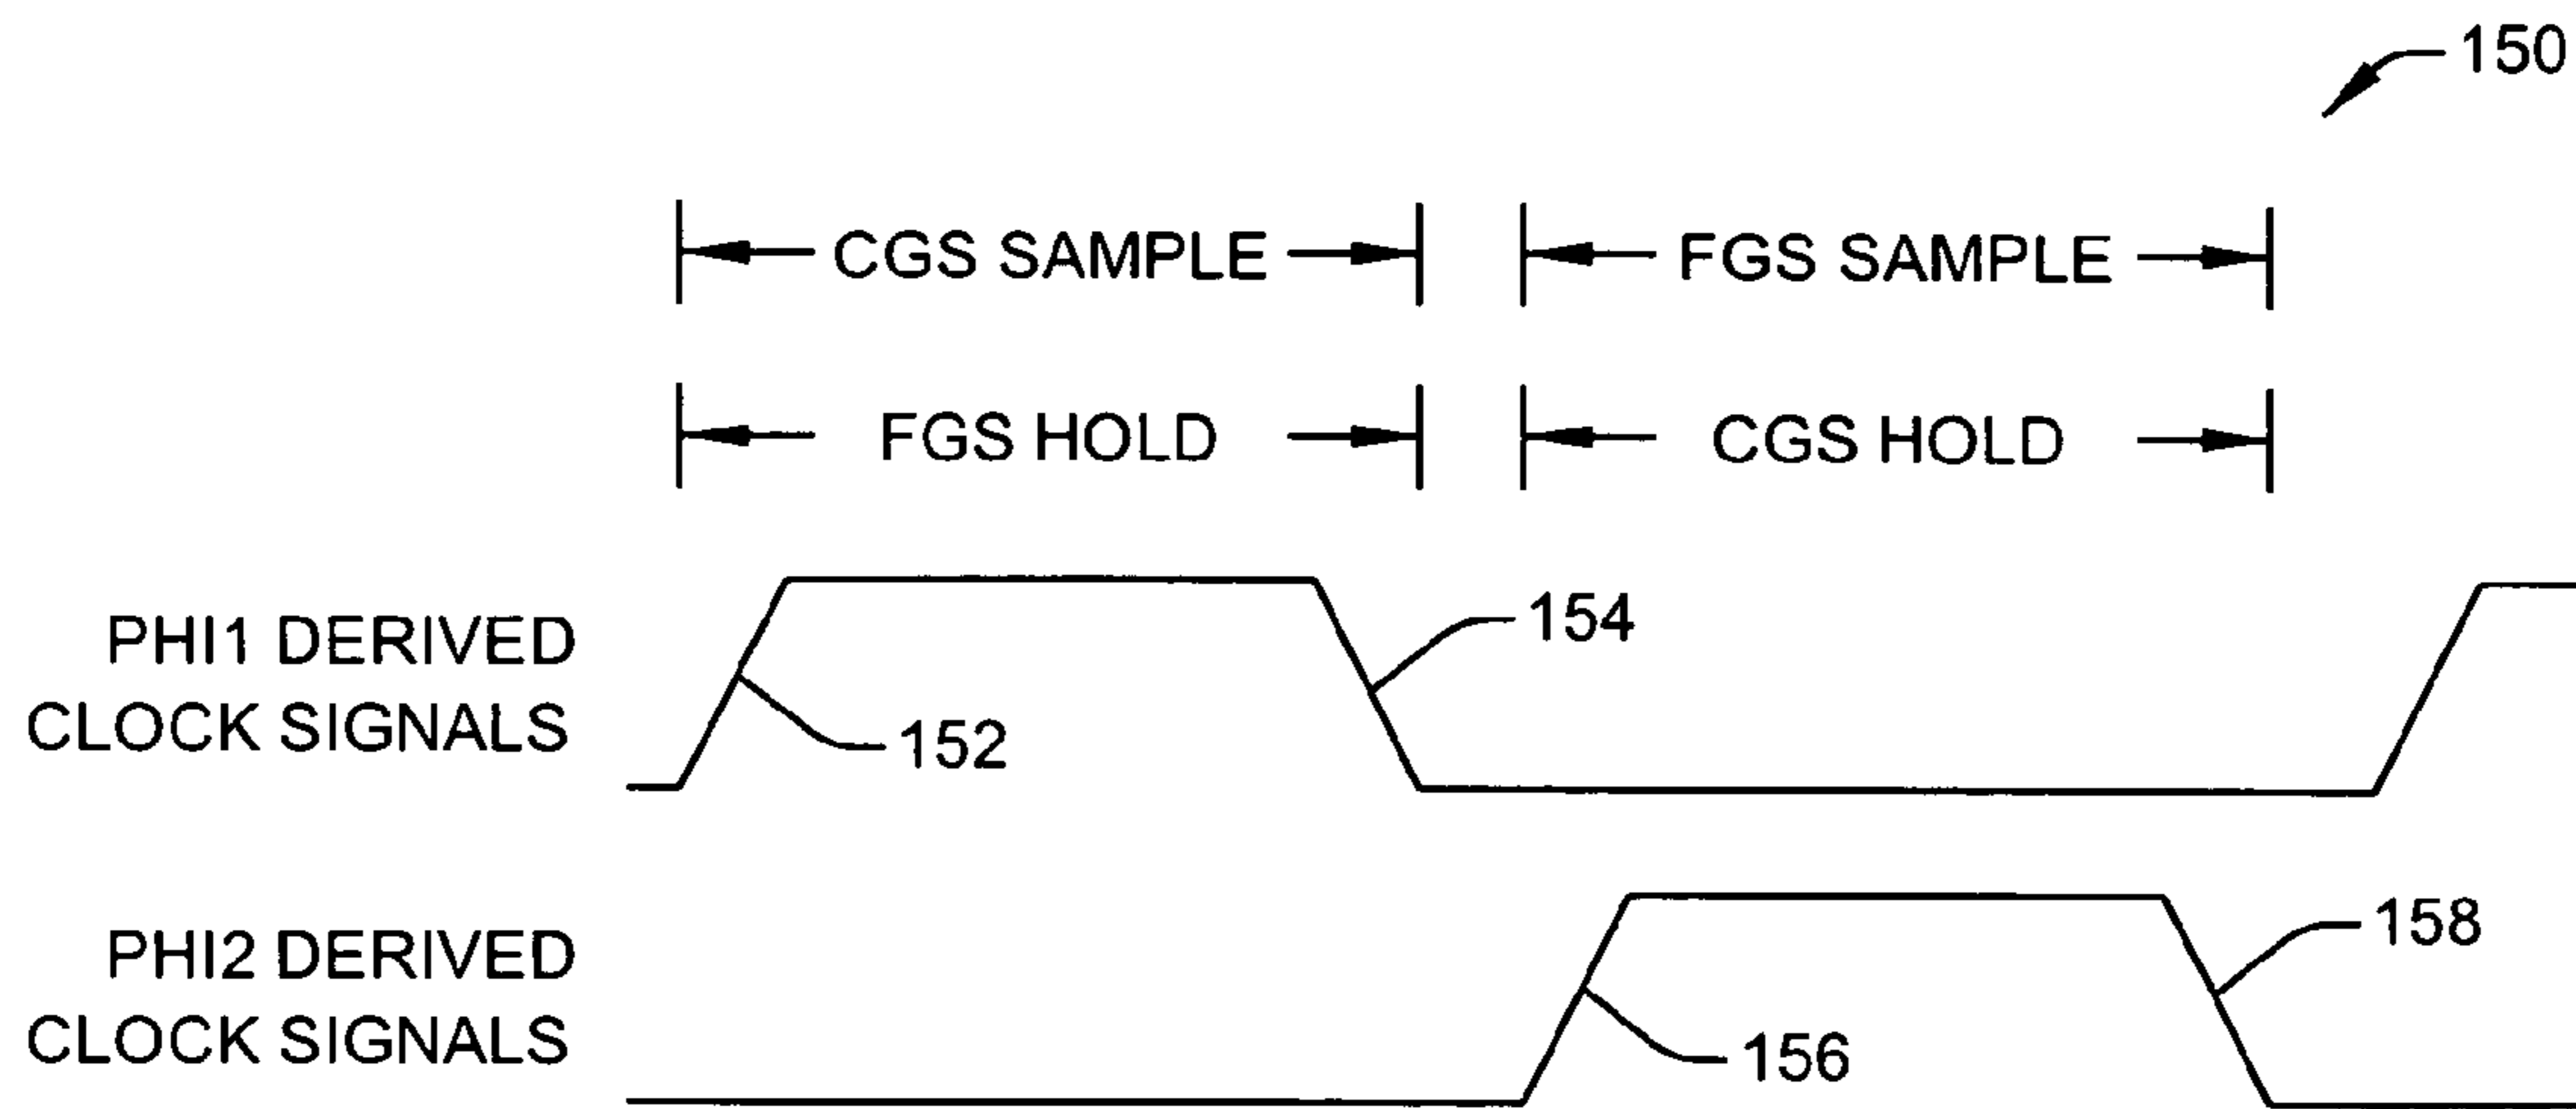 150
CGS SAMPLE
FGS SAMPLE
FGS HOLD
CGS HOLD
PHI1 DERIVED
CLOCK SIGNALS
152
154
PHI2 DERIVED
CLOCK SIGNALS
156
158